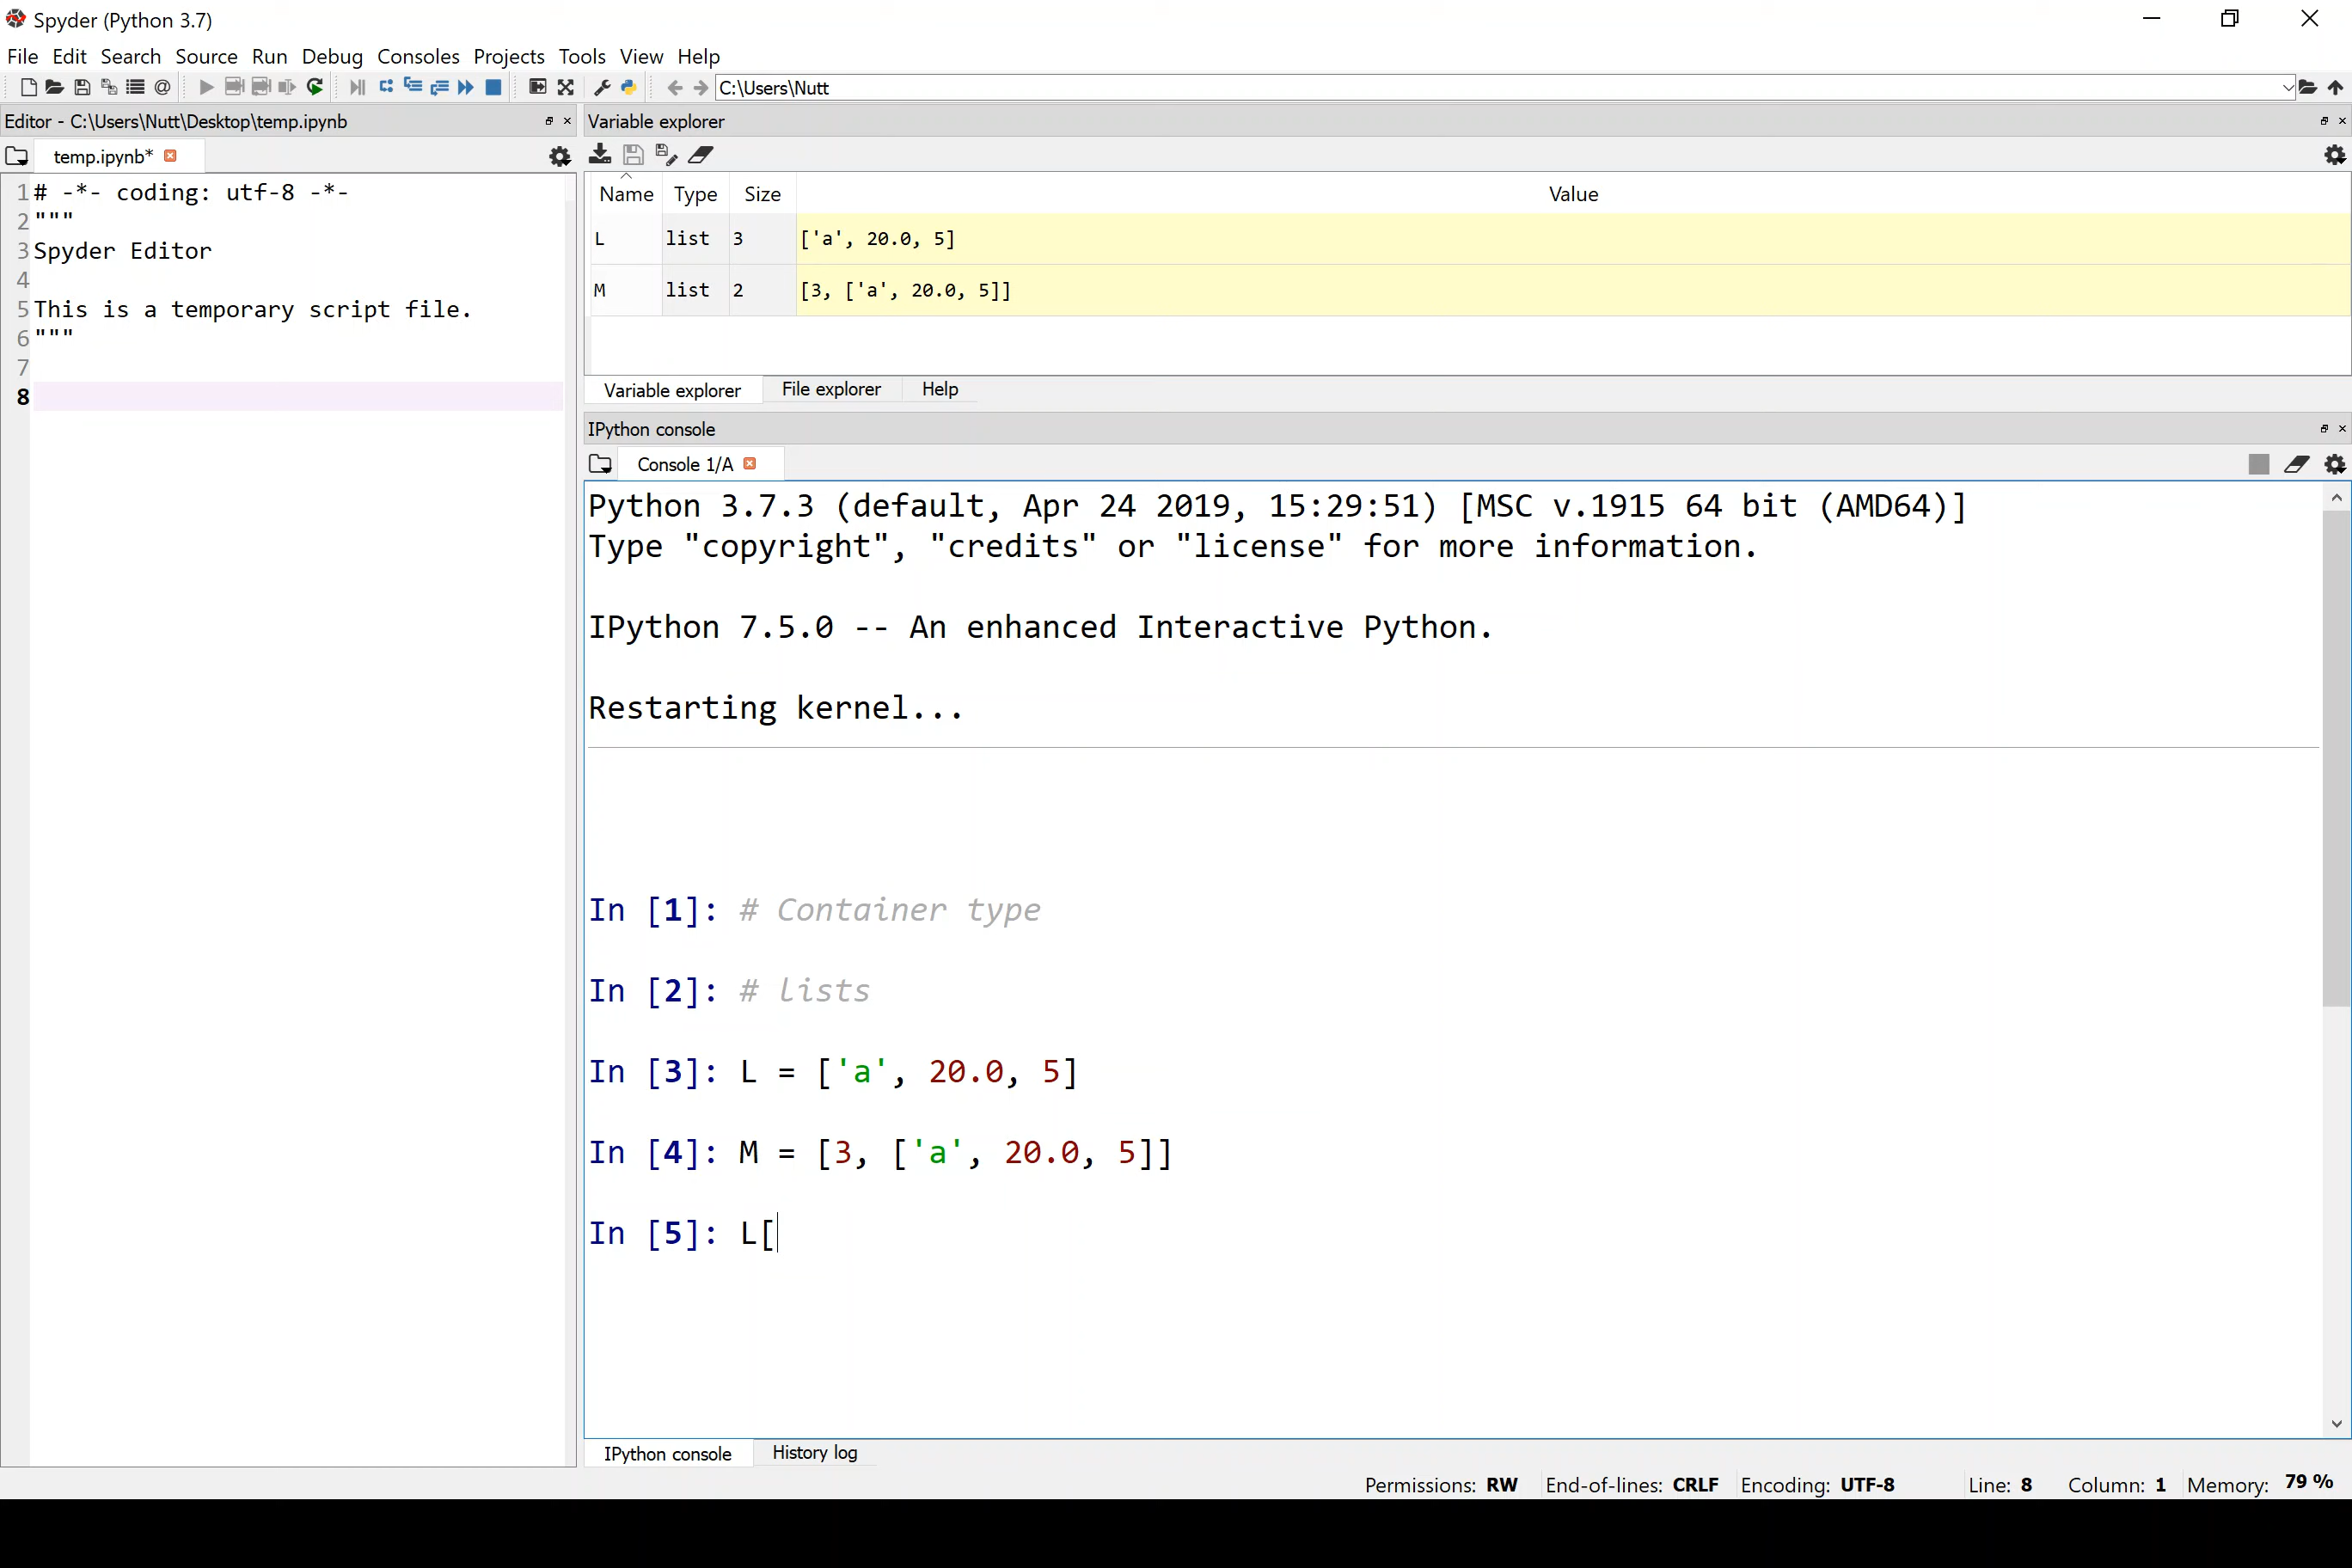 Spyder (Python 3.7)
File Edit Search Source Run Debug Consoles Projects Tools View Help
C:\Users\Nutt
Editor - C:\Users\Nutt\Desktop\temp.ipynb
temp.ipynb*
1 # -*- coding: utf-8 -*-
2 """
3 Spyder Editor
4
5 This is a temporary script file.
6 """
7
8
Variable explorer
Name Type Size Value
L list 3 ['a', 20.0, 5]
M list 2 [3, ['a', 20.0, 5]]
Variable explorer File explorer Help
IPython console
Console 1/A
Python 3.7.3 (default, Apr 24 2019, 15:29:51) [MSC v.1915 64 bit (AMD64)]
Type "copyright", "credits" or "license" for more information.
IPython 7.5.0 -- An enhanced Interactive Python.
Restarting kernel...
In [1]: # Container type
In [2]: # lists
In [3]: L = ['a', 20.0, 5]
In [4]: M = [3, ['a', 20.0, 5]]
In [5]: L[
IPython console History log
Permissions: RW End-of-lines: CRLF Encoding: UTF-8 Line: 8 Column: 1 Memory: 79 %